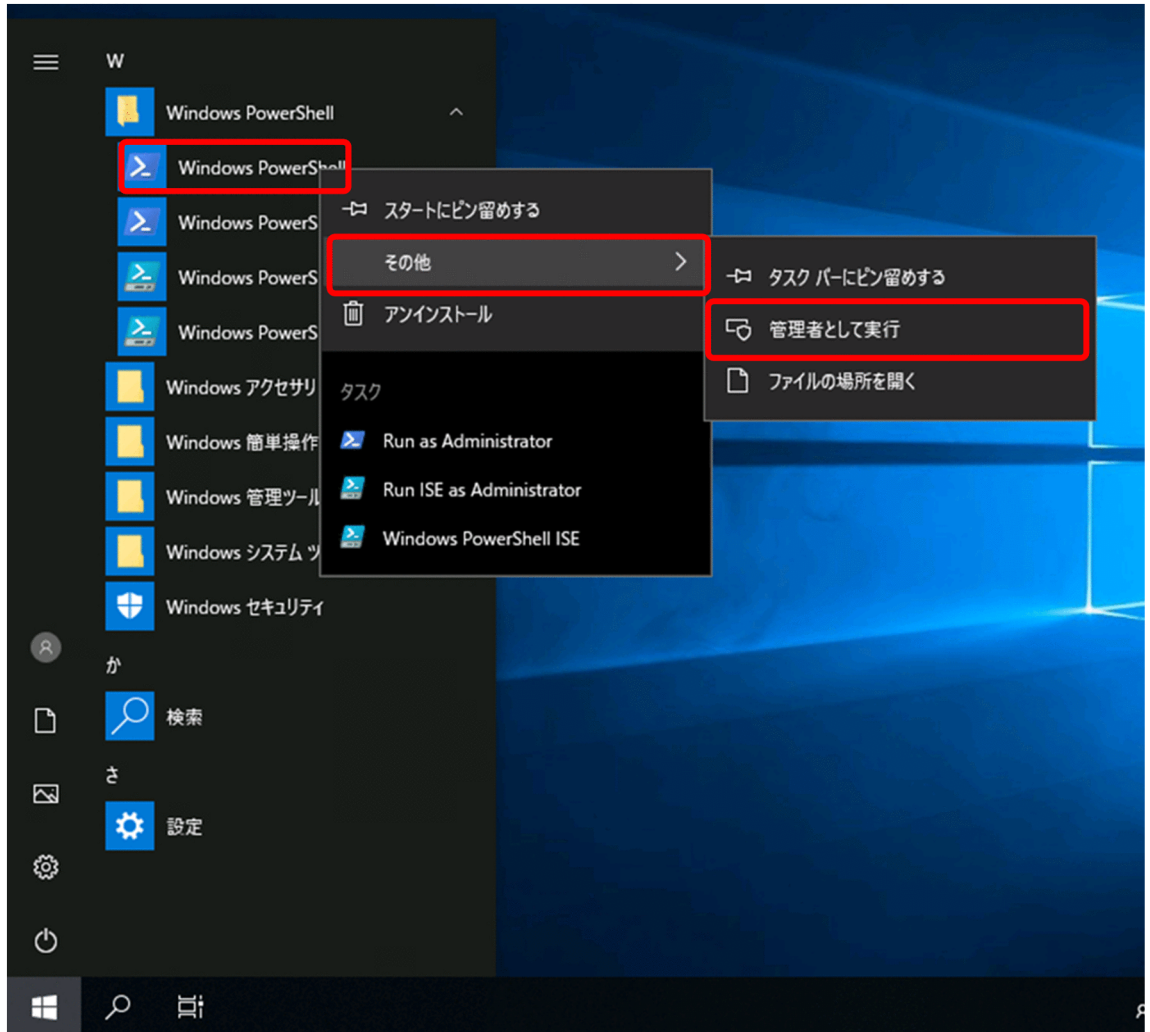 W
Windows PowerShell
Windows PowerShell
Windows PowerS
Windows PowerS
Windows PowerS
Windows アクセサリ
Windows 簡単操作
Windows 管理ツール
Windows システム ツ
Windows セキュリティ
か
検索
さ
設定
スタートにピン留めする
その他
アンインストール
タスク
Run as Administrator
Run ISE as Administrator
Windows PowerShell ISE
タスク バーにピン留めする
管理者として実行
ファイルの場所を開く